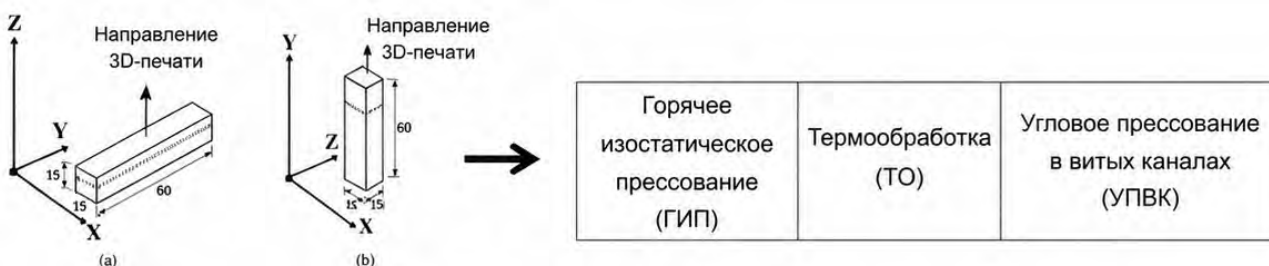 Z
Направление
3D-печати
Y
15
15
60
X
(a)
Y
Направление
3D-печати
Z
60
15
15
X
(b)
Горячее
изостатическое
прессование
(ГИП)
Термообработка
(ТО)
Угловое прессование
в витых каналах
(УПВК)